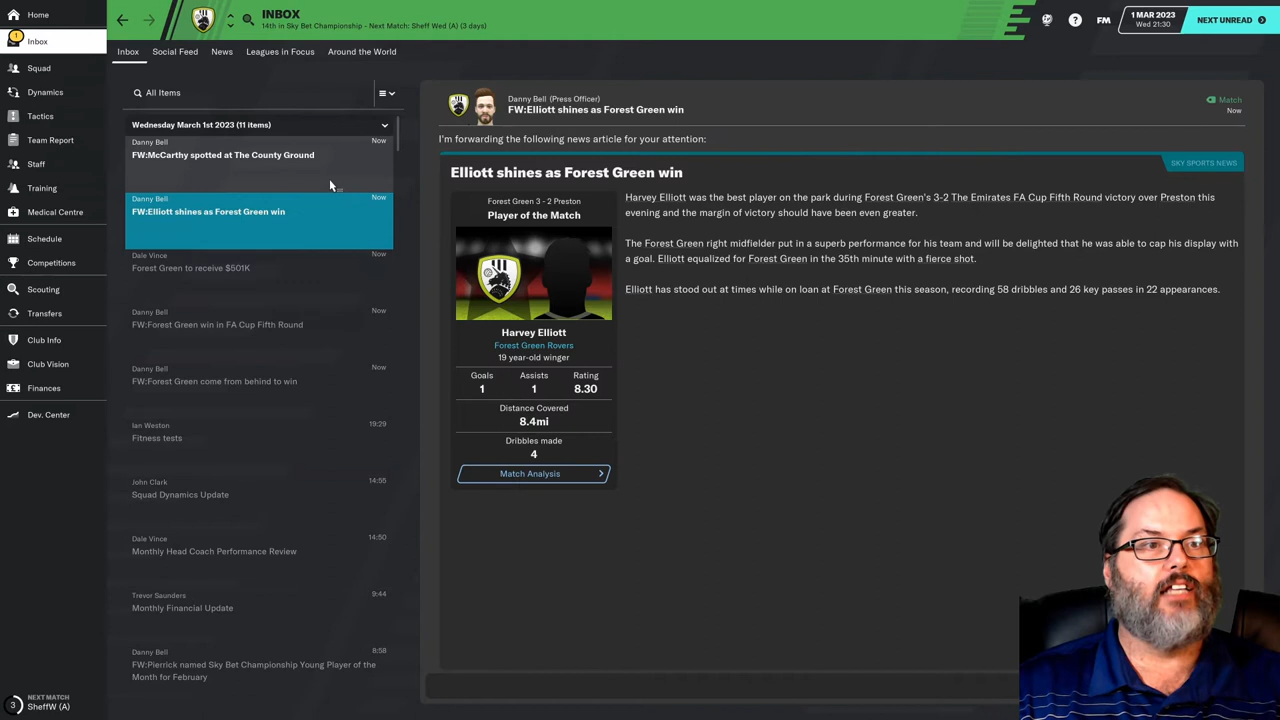 Home
INBOX
14th in Sky Bet Championship - Next Match: Sheff Wed (A) (3 days)
?
FM
1 MAR 2023
Wed 21:30
NEXT UNREAD
1
Inbox
Squad
Dynamics
Tactics
Team Report
Staff
Training
Medical Centre
Schedule
Competitions
Scouting
Transfers
Club Info
Club Vision
Finances
Dev. Center
3
NEXT MATCH
SheffW (A)
Inbox
Social Feed
News
Leagues in Focus
Around the World
All Items
Wednesday March 1st 2023 (11 items)
Danny Bell
Now
FW:McCarthy spotted at The County Ground
Danny Bell
Now
FW:Elliott shines as Forest Green win
Dale Vince
Now
Forest Green to receive $501K
Danny Bell
Now
FW:Forest Green win in FA Cup Fifth Round
Danny Bell
Now
FW:Forest Green come from behind to win
Ian Weston
19:29
Fitness tests
John Clark
14:55
Squad Dynamics Update
Dale Vince
14:50
Monthly Head Coach Performance Review
Trevor Saunders
9:44
Monthly Financial Update
Danny Bell
8:58
FW:Pierrick named Sky Bet Championship Young Player of the
Month for February
Danny Bell (Press Officer)
FW:Elliott shines as Forest Green win
Match
Now
I'm forwarding the following news article for your attention:
SKY SPORTS NEWS
Elliott shines as Forest Green win
Forest Green 3 - 2 Preston
Player of the Match
Harvey Elliott
Forest Green Rovers
19 year-old winger
Goals Assists Rating
1 1 8.30
Distance Covered
8.4mi
Dribbles made
4
Match Analysis
Harvey Elliott was the best player on the park during Forest Green's 3-2 The Emirates FA Cup Fifth Round victory over Preston this
evening and the margin of victory should have been even greater.
The Forest Green right midfielder put in a superb performance for his team and will be delighted that he was able to cap his display with
a goal. Elliott equalized for Forest Green in the 35th minute with a fierce shot.
Elliott has stood out at times while on loan at Forest Green this season, recording 58 dribbles and 26 key passes in 22 appearances.